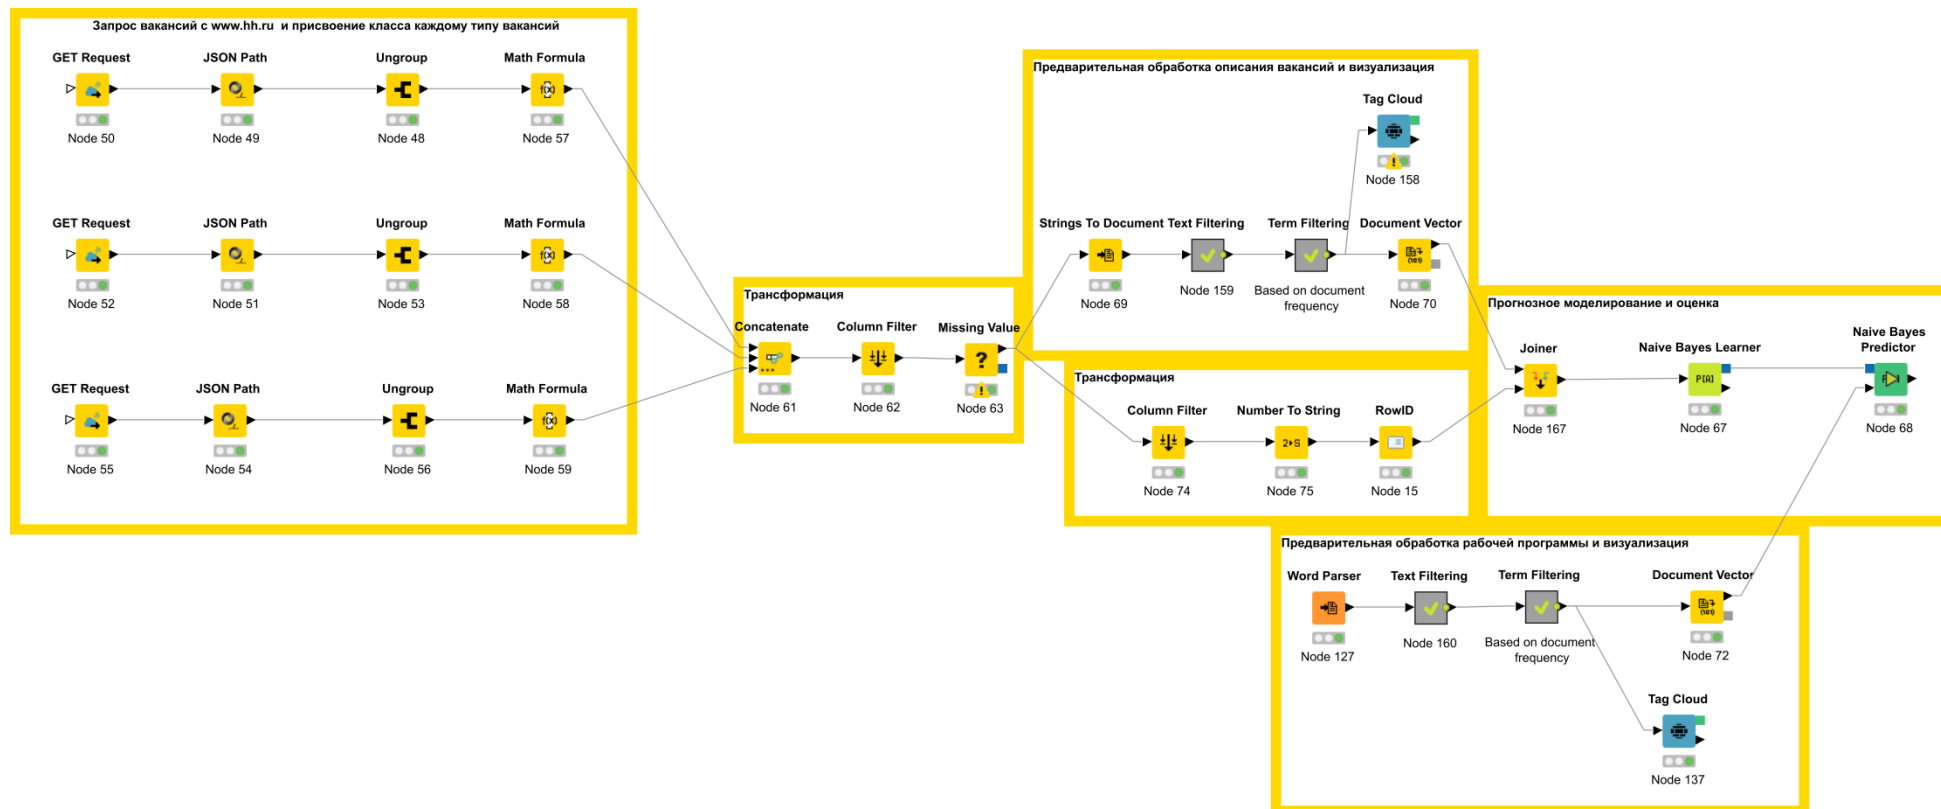 Запрос вакансий с www.hh.ru и присвоение класса каждому типу вакансий
GET Request
JSON Path
Ungroup
Math Formula
f(x)
Node 50
Node 49
Node 48
Node 57
GET Request
JSON Path
Ungroup
Math Formula
f(x)
Node 52
Node 51
Node 53
Node 58
GET Request
JSON Path
Ungroup
Math Formula
f(x)
Node 55
Node 54
Node 56
Node 59
Трансформация
Concatenate
Column Filter
Missing Value
?
Node 61
Node 62
Node 63
Предварительная обработка описания вакансий и визуализация
Tag Cloud
Node 158
Strings To Document
Text Filtering
Term Filtering
Document Vector
Node 69
Node 159
Based on document
frequency
Node 70
Трансформация
Column Filter
Number To String
RowID
2▸S
Node 74
Node 75
Node 15
Прогнозное моделирование и оценка
Joiner
Naive Bayes Learner
Naive Bayes
Predictor
P[A]
Node 167
Node 67
Node 68
Предварительная обработка рабочей программы и визуализация
Word Parser
Text Filtering
Term Filtering
Document Vector
Node 127
Node 160
Based on document
frequency
Node 72
Tag Cloud
Node 137